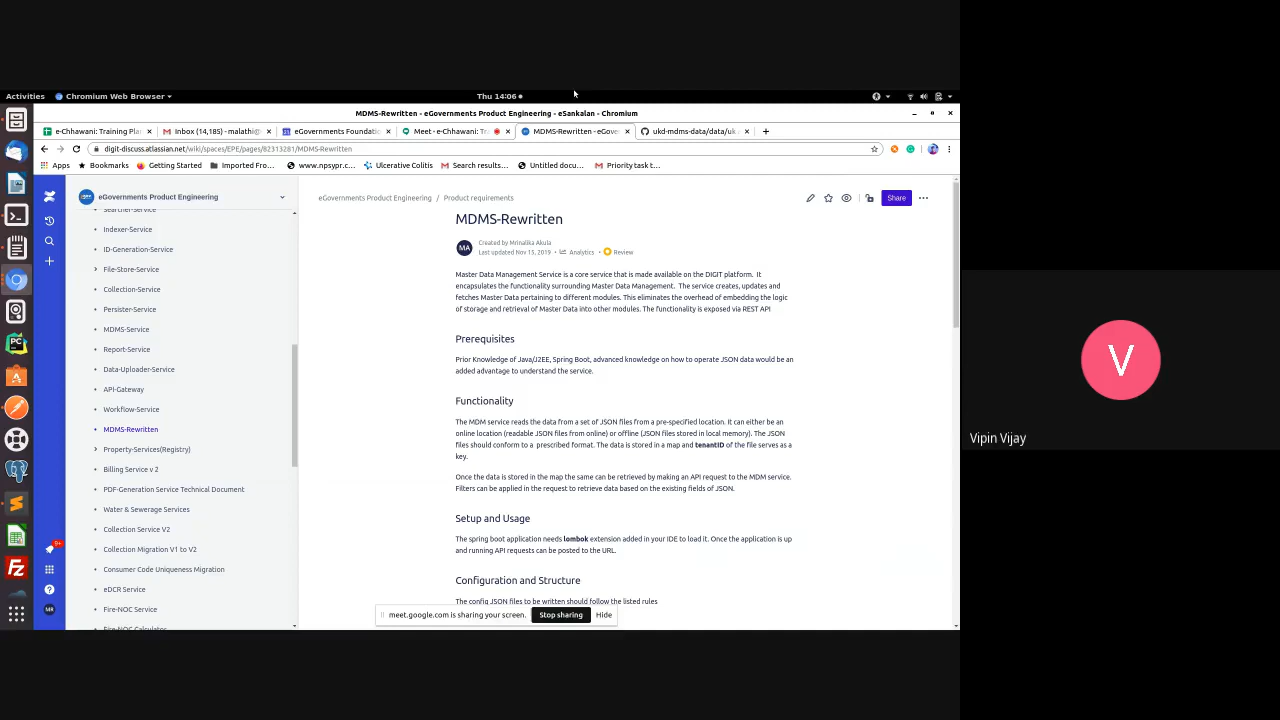 Activities
Chromium Web Browser
Thu 14:06
MDMS-Rewritten - eGovernments Product Engineering - eSankalan - Chromium
e-Chhawani: Training Pla
Inbox (14,185) - malathi@
eGovernments Foundatio
Meet - e-Chhawani: Tra
MDMS-Rewritten - eGove
ukd-mdms-data/data/uk
digit-discuss.atlassian.net/wiki/spaces/EPE/pages/82313281/MDMS-Rewritten
Apps
Bookmarks
Getting Started
Imported Fro...
www.npsypr.c...
Ulcerative Colitis
Search results...
Untitled docu...
Priority task t...
eGovernments Product Engineering
Searcher-Service
Indexer-Service
ID-Generation-Service
File-Store-Service
Collection-Service
Persister-Service
MDMS-Service
Report-Service
Data-Uploader-Service
API-Gateway
Workflow-Service
MDMS-Rewritten
Property-Services(Registry)
Billing Service v 2
PDF-Generation Service Technical Document
Water & Sewerage Services
Collection Service V2
Collection Migration V1 to V2
Consumer Code Uniqueness Migration
eDCR Service
Fire-NOC Service
Fire-NOC Calculator
9+
MR
PC
Fz
eGovernments Product Engineering / Product requirements
Share
MDMS-Rewritten
MA
Created by Mrinalika Akula
Last updated Nov 15, 2019 • Analytics • Review
Master Data Management Service is a core service that is made available on the DIGIT platform. It
encapsulates the functionality surrounding Master Data Management. The service creates, updates and
fetches Master Data pertaining to different modules. This eliminates the overhead of embedding the logic
of storage and retrieval of Master Data into other modules. The functionality is exposed via REST API
Prerequisites
Prior Knowledge of Java/J2EE, Spring Boot, advanced knowledge on how to operate JSON data would be an
added advantage to understand the service.
Functionality
The MDM service reads the data from a set of JSON files from a pre-specified location. It can either be an
online location (readable JSON files from online) or offline (JSON files stored in local memory). The JSON
files should conform to a prescribed format. The data is stored in a map and tenantID of the file serves as a
key.
Once the data is stored in the map the same can be retrieved by making an API request to the MDM service.
Filters can be applied in the request to retrieve data based on the existing fields of JSON.
Setup and Usage
The spring boot application needs lombok extension added in your IDE to load it. Once the application is up
and running API requests can be posted to the URL.
Configuration and Structure
The config JSON files to be written should follow the listed rules
meet.google.com is sharing your screen.
Stop sharing
Hide
V
Vipin Vijay